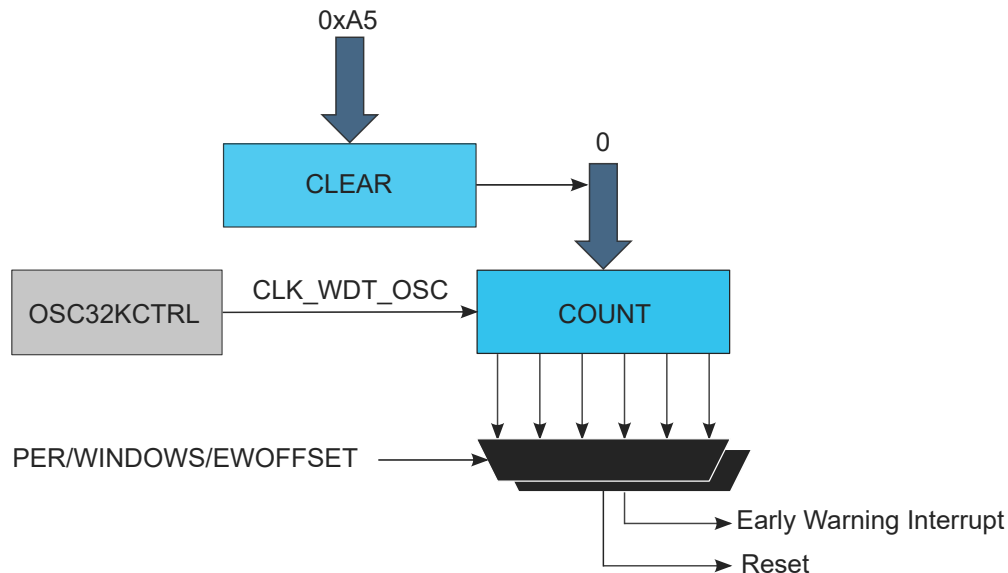 0xA5
0
CLEAR
CLK_WDT_OSC
OSC32KCTRL
COUNT
PER/WINDOWS/EWOFFSET
Early Warning Interrupt
Reset